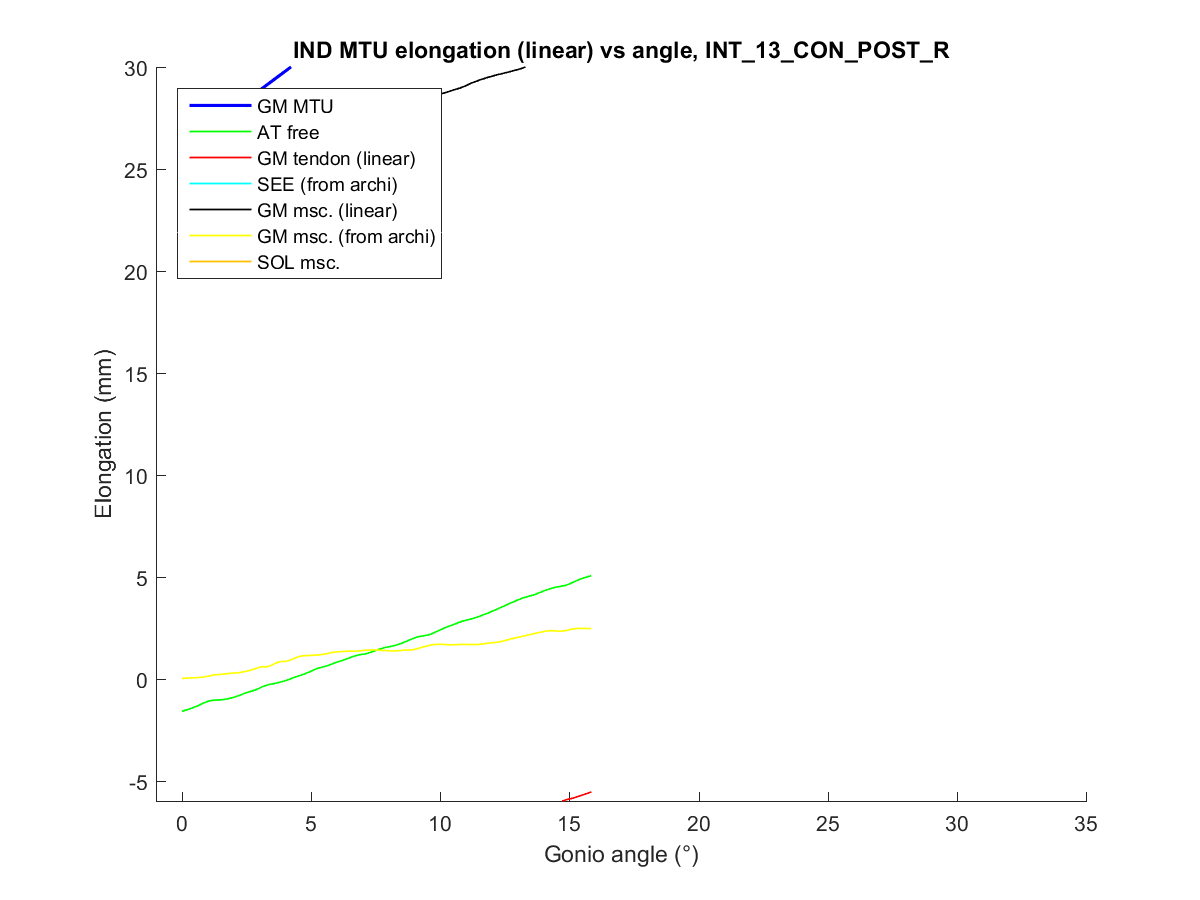 IND MTU elongation (linear) vs angle, INT_13_CON_POST_R
30
25
20
15
10
5
0
-5
Elongation (mm)
GM MTU
AT free
GM tendon (linear)
SEE (from archi)
GM msc. (linear)
GM msc. (from archi)
SOL msc.
0 5 10 15 20 25 30 35
Gonio angle (°)